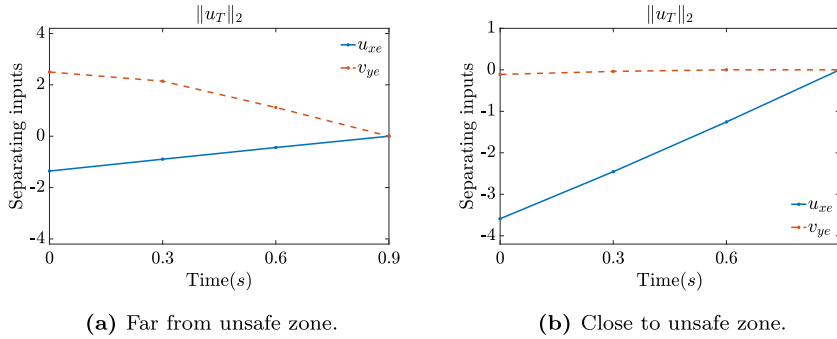 ‖u_T‖₂
Separating inputs
4
2
0
-2
-4
u_xe
v_ye
0
0.3
0.6
0.9
Time(s)
(a) Far from unsafe zone.
‖u_T‖₂
Separating inputs
1
0
-1
-2
-3
-4
u_xe
v_ye
0
0.3
0.6
Time(s)
(b) Close to unsafe zone.